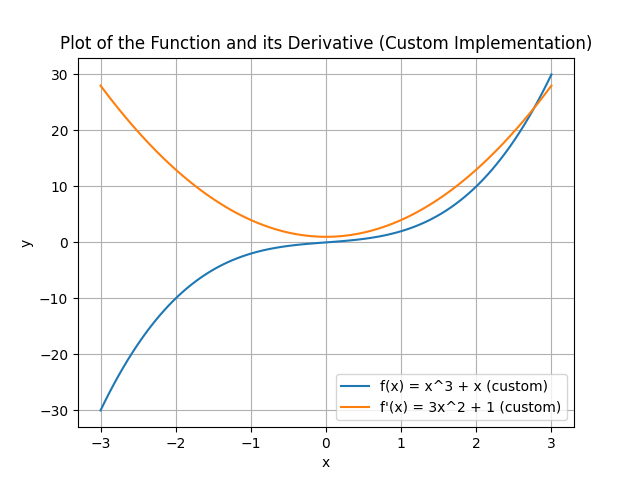 Plot of the Function and its Derivative (Custom Implementation)
30
20
10
0
−10
−20
−30
y
f(x) = x^3 + x (custom)
f'(x) = 3x^2 + 1 (custom)
−3 −2 −1 0 1 2 3
x